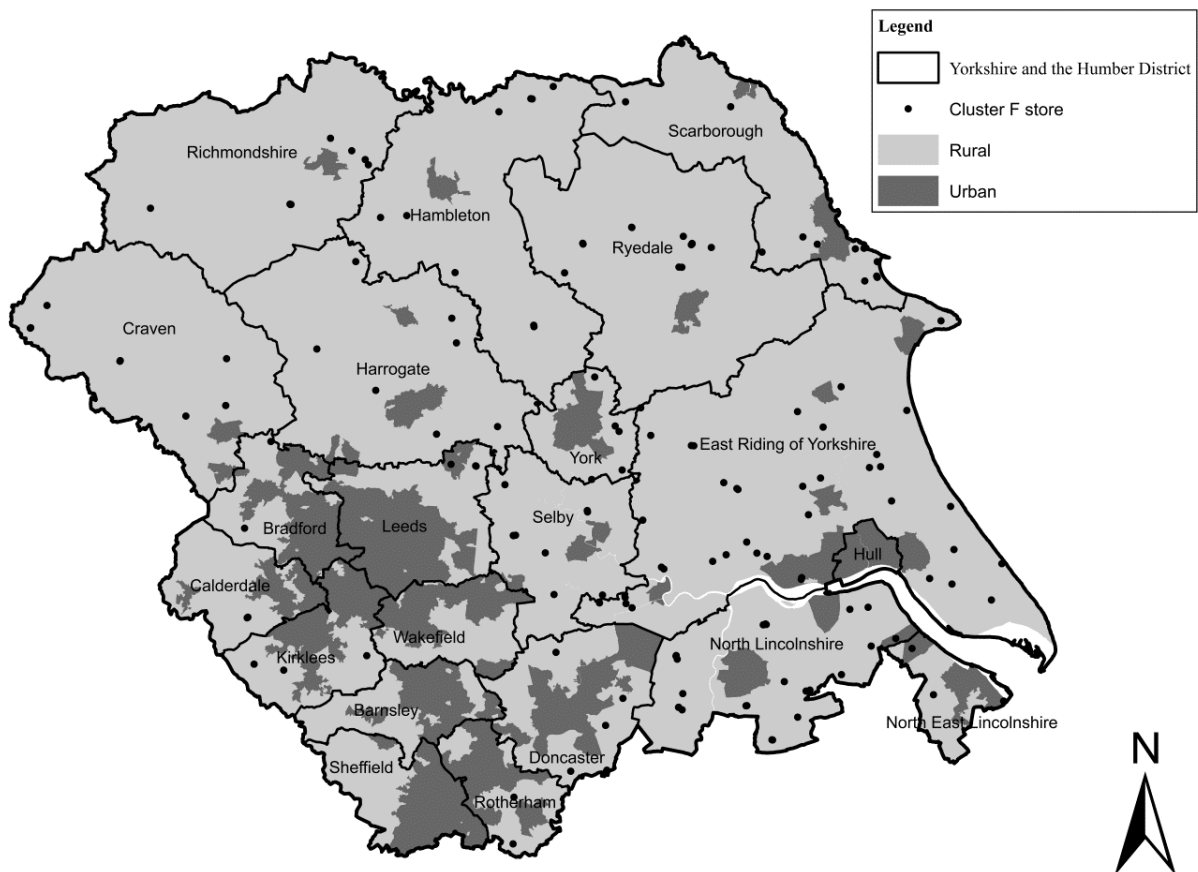 Legend
Yorkshire and the Humber District
Cluster F store
Rural
Urban
Scarborough
Richmondshire
Hambleton
Ryedale
Craven
Harrogate
East Riding of Yorkshire
York
Selby
Leeds
Bradford
Hull
Calderdale
Wakefield
North Lincolnshire
Kirklees
Barnsley
North East Lincolnshire
Doncaster
Sheffield
Rotherham
N